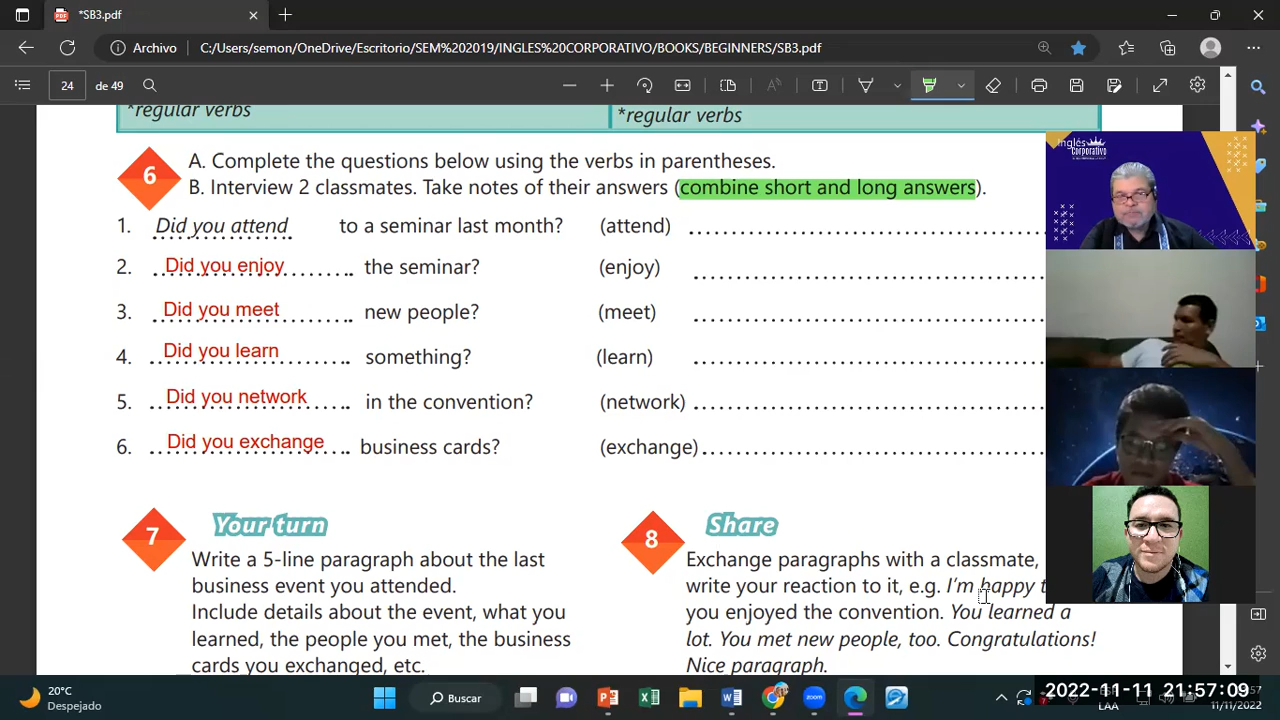 *SB3.pdf
Archivo
C:/Users/semon/OneDrive/Escritorio/SEM%202019/INGLES%20CORPORATIVO/BOOKS/BEGINNERS/SB3.pdf
24 de 49
*regular verbs *regular verbs
6 A. Complete the questions below using the verbs in parentheses.
B. Interview 2 classmates. Take notes of their answers (combine short and long answers).
1. Did you attend to a seminar last month? (attend)
2. Did you enjoy the seminar? (enjoy)
3. Did you meet new people? (meet)
4. Did you learn something? (learn)
5. Did you network in the convention? (network)
6. Did you exchange business cards? (exchange)
7 Your turn
Write a 5-line paragraph about the last
business event you attended.
Include details about the event, what you
learned, the people you met, the business
cards you exchanged, etc.
8 Share
Exchange paragraphs with a classmate,
write your reaction to it, e.g. I'm happy t
you enjoyed the convention. You learned a
lot. You met new people, too. Congratulations!
Nice paragraph.
Inglés
Corporativo
20°C
Despejado
Buscar
zoom
LAA
2022-11-11 21:57:09
11/11/2022